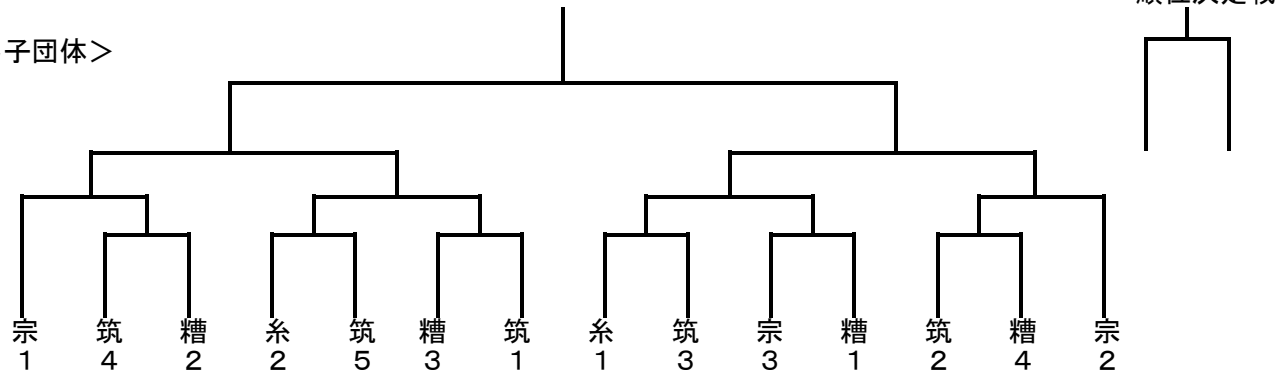 子団体＞
宗 筑 糟 糸 筑 糟 筑 糸 筑 宗 糟 筑 糟 宗
1 4 2 2 5 3 1 1 3 3 1 2 4 2